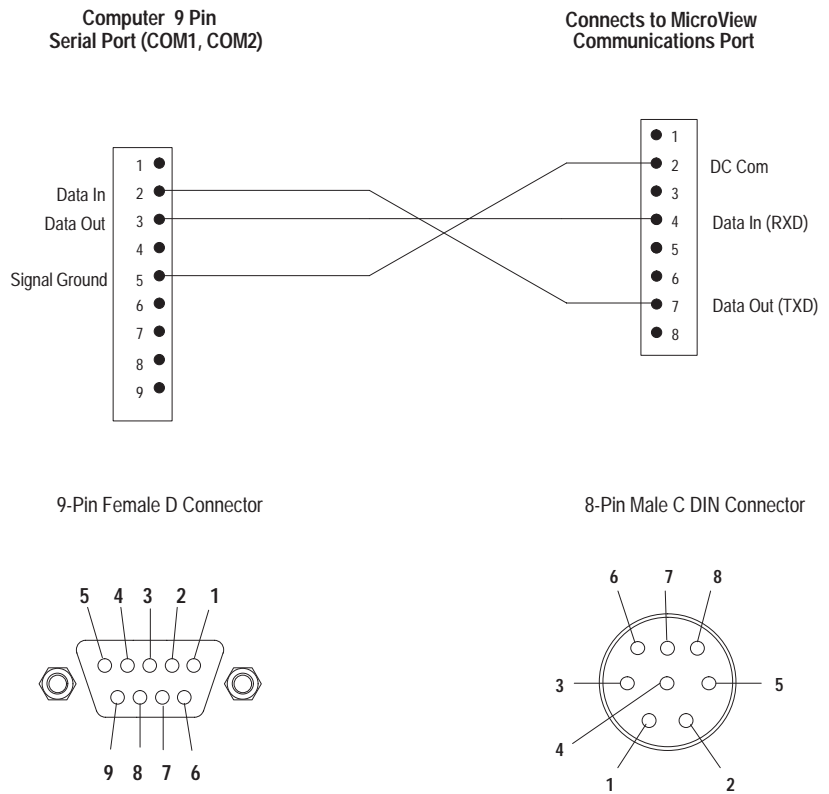 Computer 9 Pin
Serial Port (COM1, COM2)
Connects to MicroView
Communications Port
1
Data In 2
Data Out 3
4
Signal Ground 5
6
7
8
9
1
2 DC Com
3
4 Data In (RXD)
5
6
7 Data Out (TXD)
8
9-Pin Female D Connector
8-Pin Male C DIN Connector
5 4 3 2 1
9 8 7 6
6 7 8
3 5
4
1 2